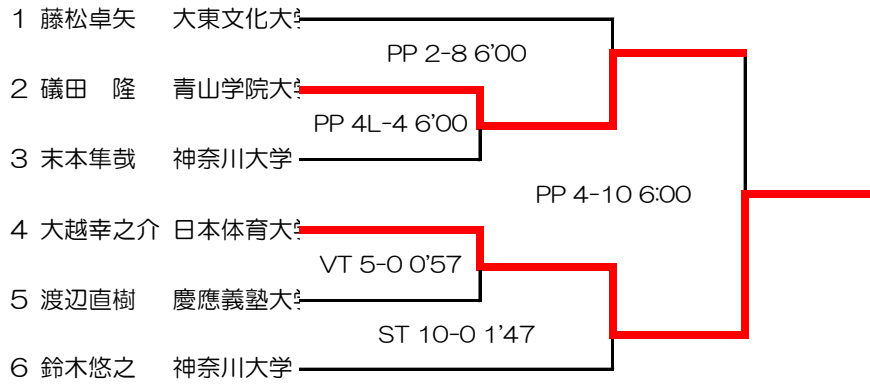 1 藤松卓矢 大東文化大学
PP 2-8 6'00
2 礒田 隆 青山学院大学
PP 4L-4 6'00
3 末本隼哉 神奈川大学
PP 4-10 6:00
4 大越幸之介 日本体育大学
VT 5-0 0'57
5 渡辺直樹 慶應義塾大学
ST 10-0 1'47
6 鈴木悠之 神奈川大学